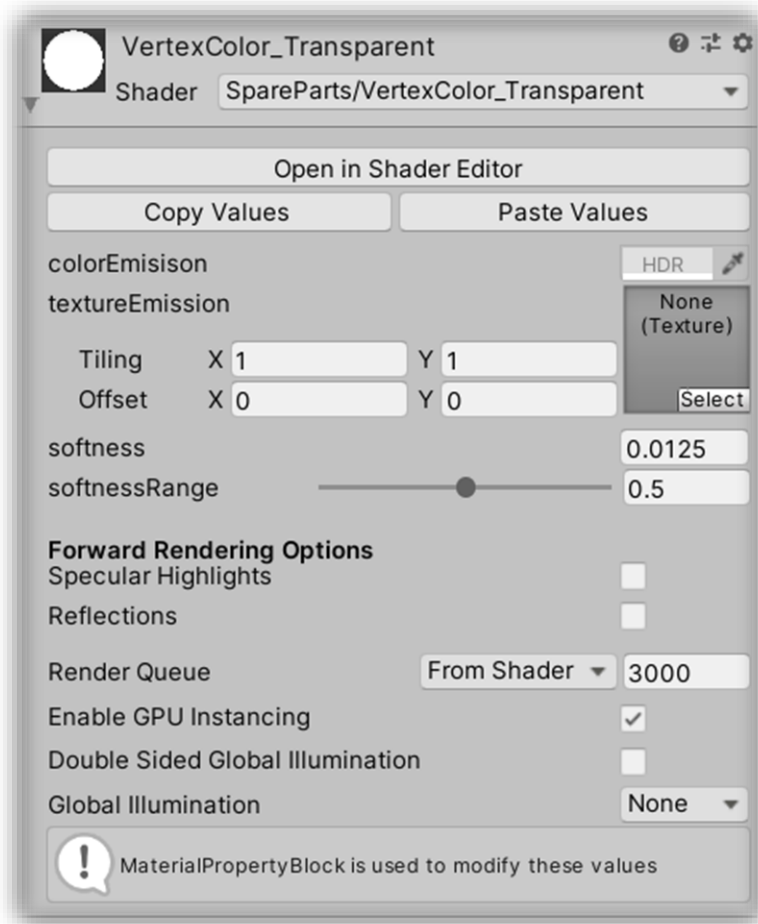 VertexColor_Transparent
Shader SpareParts/VertexColor_Transparent
Open in Shader Editor
Copy Values Paste Values
colorEmisison HDR
textureEmission None
(Texture)
Tiling X 1 Y 1
Offset X 0 Y 0 Select
softness 0.0125
softnessRange 0.5
Forward Rendering Options
Specular Highlights
Reflections
Render Queue From Shader 3000
Enable GPU Instancing
Double Sided Global Illumination
Global Illumination None
! MaterialPropertyBlock is used to modify these values